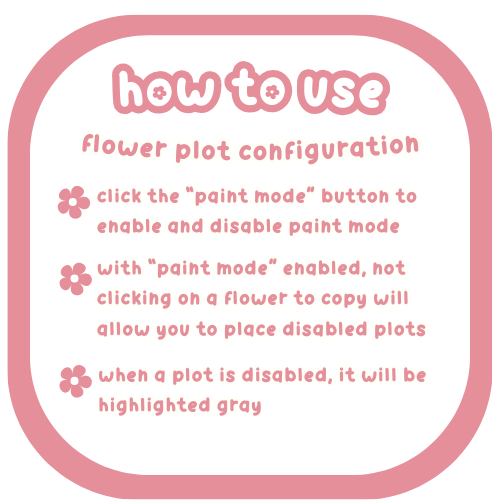 how to use
flower plot configuration
click the "paint mode" button to
enable and disable paint mode
with "paint mode" enabled, not
clicking on a flower to copy will
allow you to place disabled plots
when a plot is disabled, it will be
highlighted gray